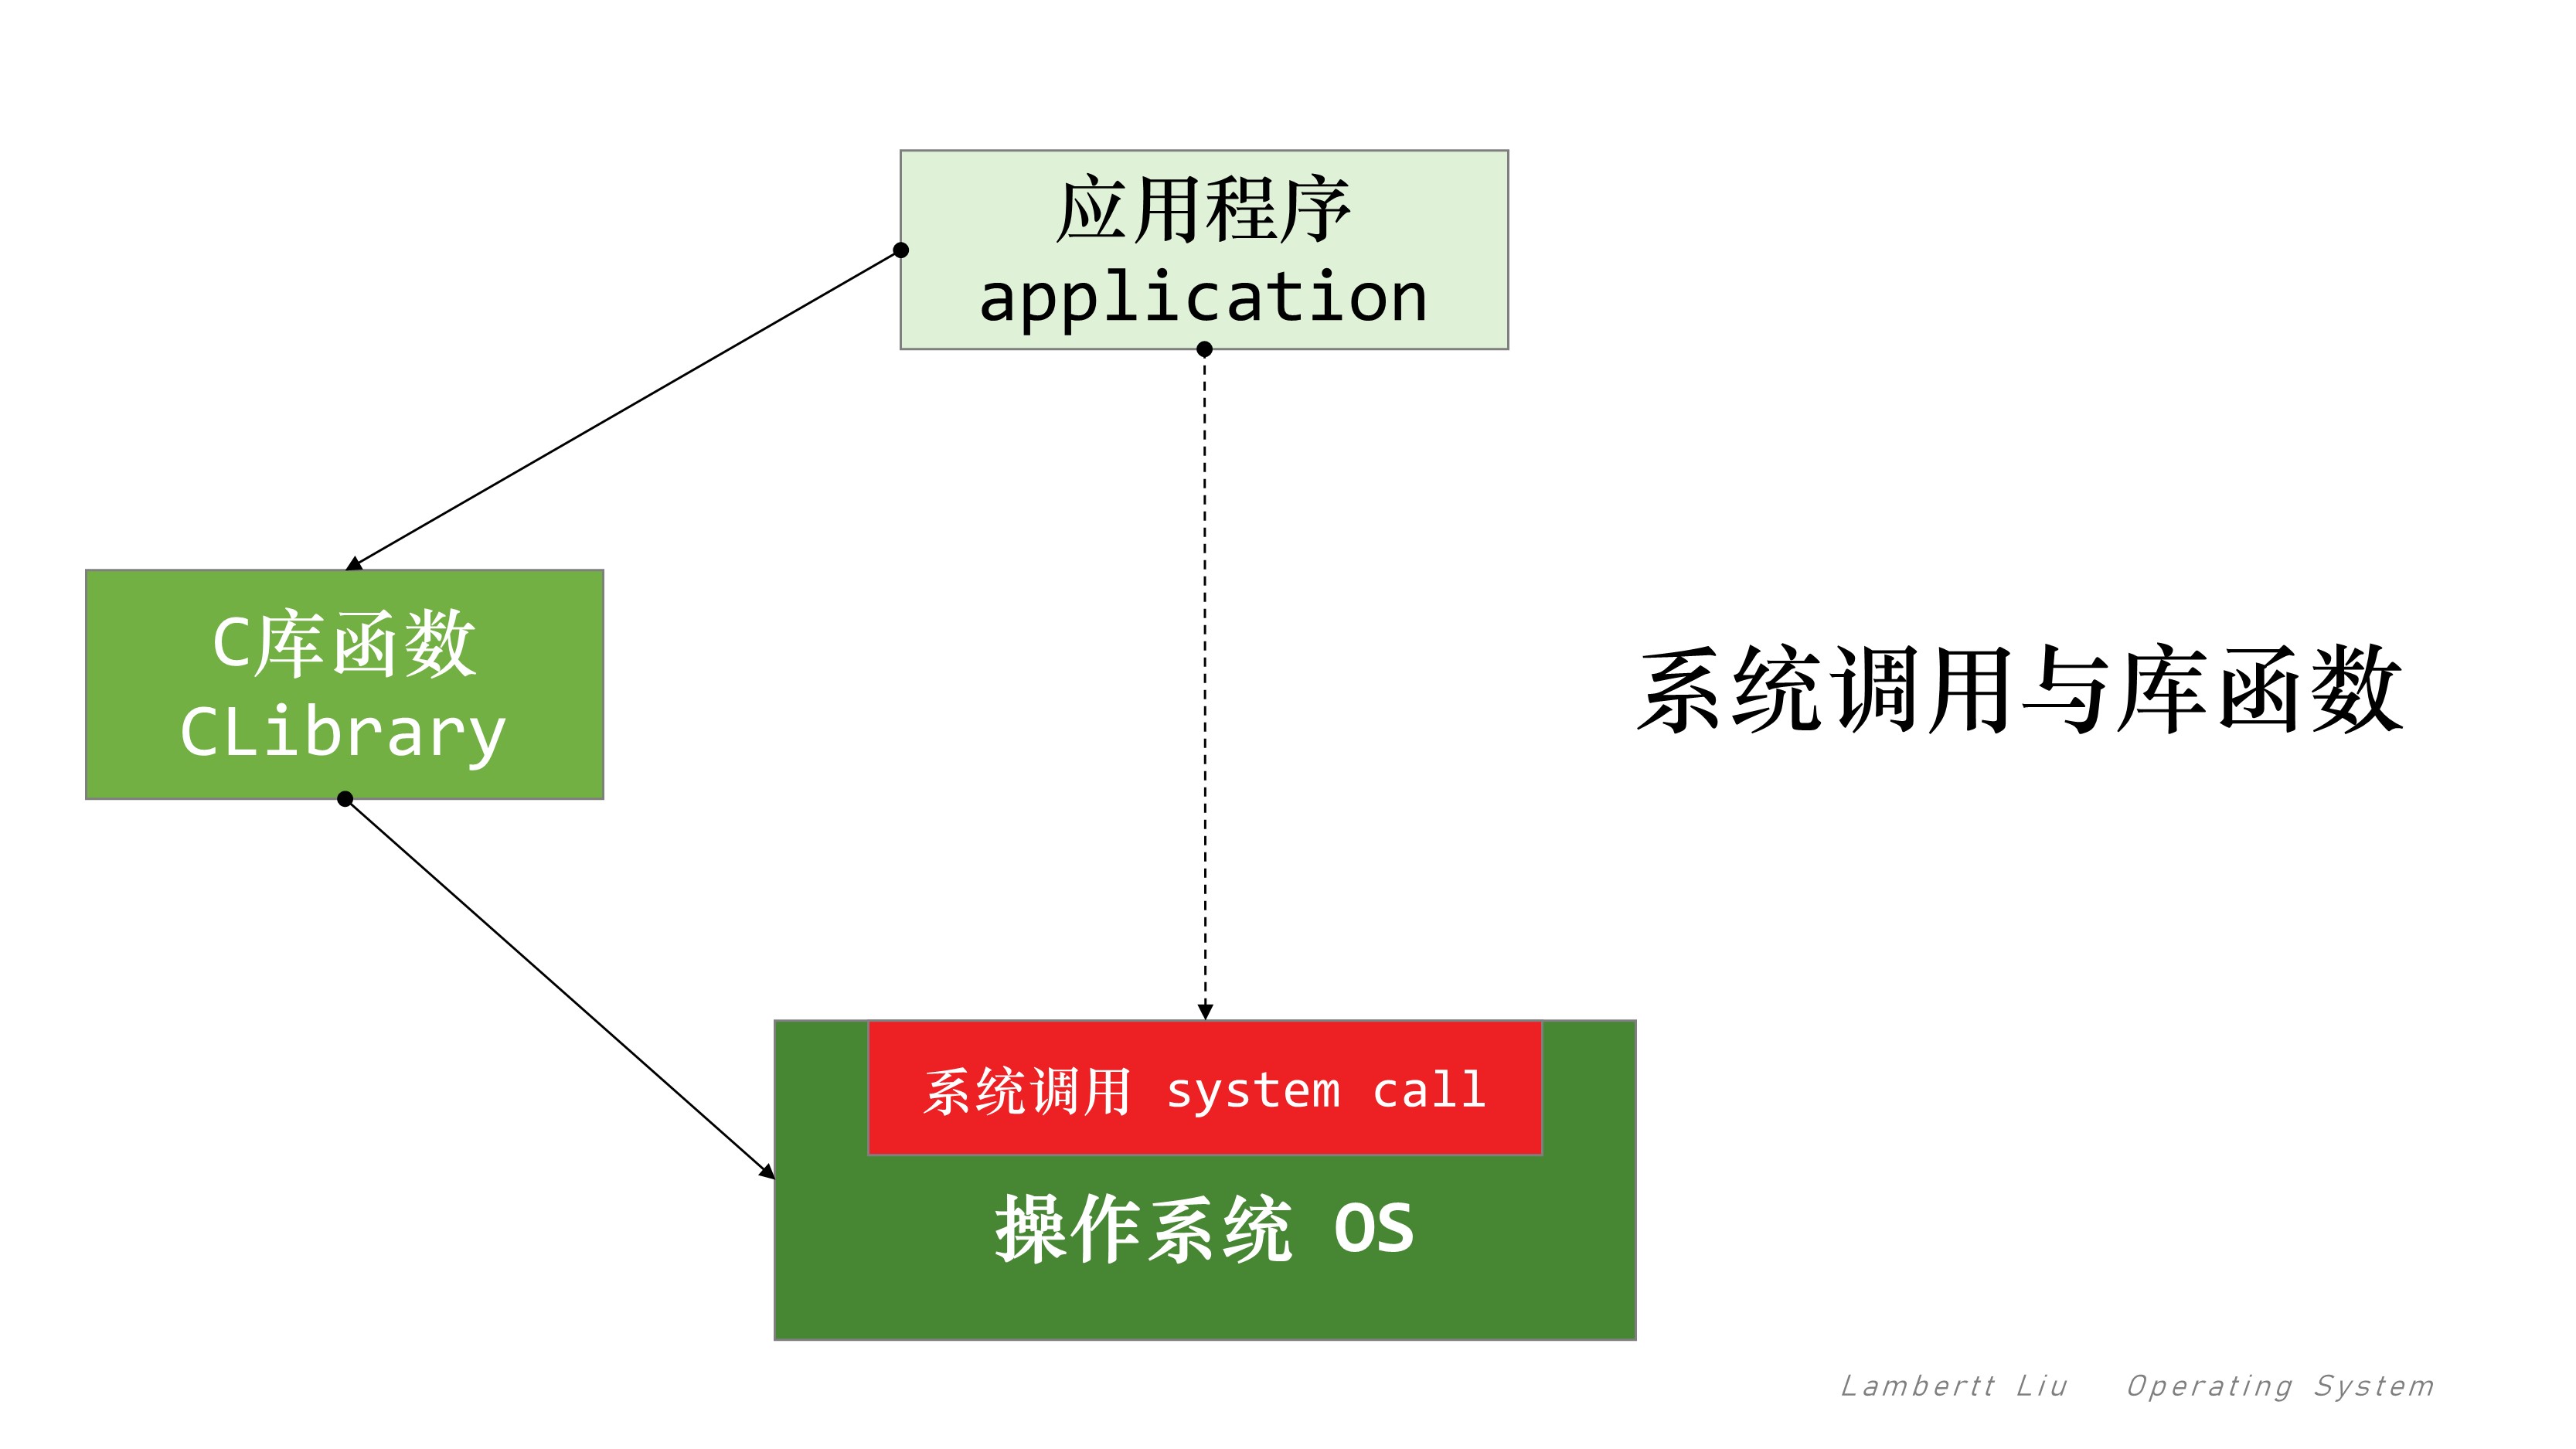 应用程序
application
C库函数
CLibrary
系统调用与库函数
系统调用 system call
操作系统 OS
Lambertt Liu Operating System